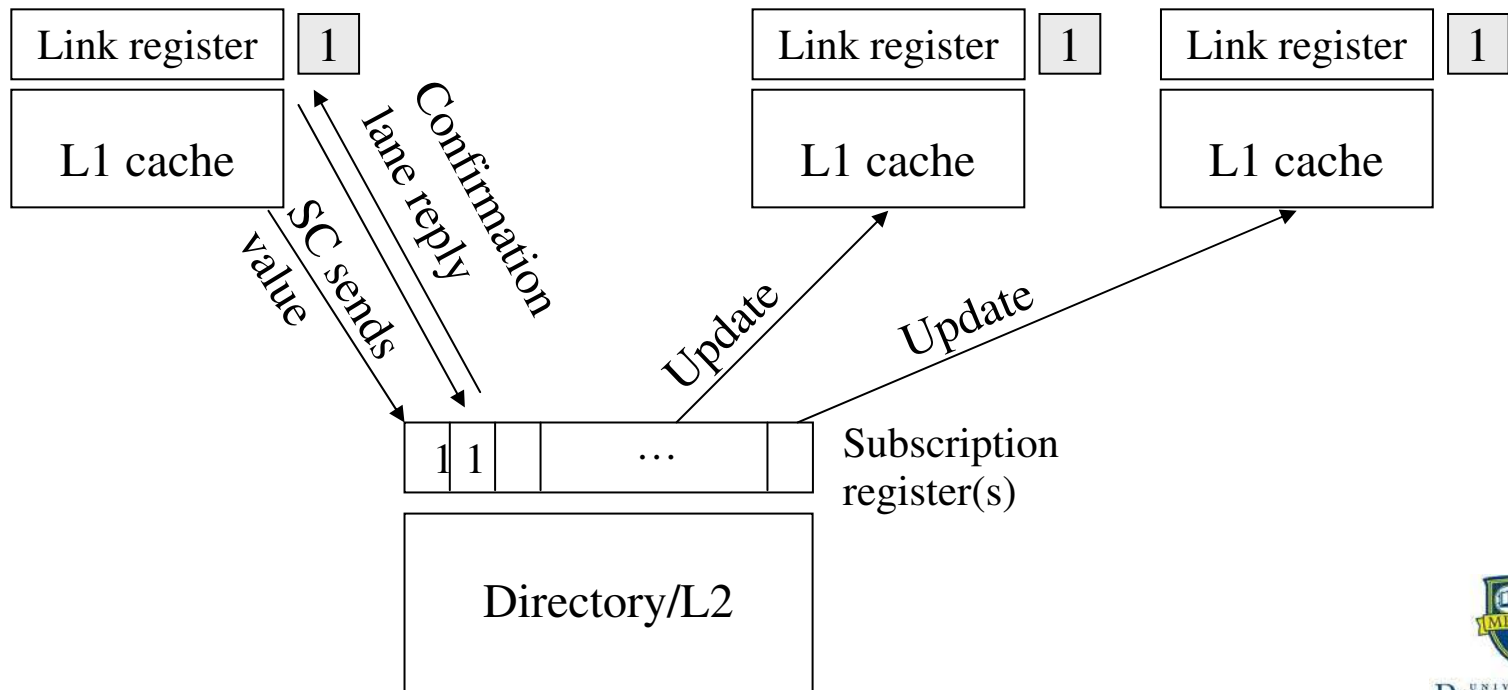 Link register 1
Link register 1
Link register 1
L1 cache
L1 cache
L1 cache
Confirmation
lane reply
SC sends
value
Update
Update
1 1 …
Subscription
register(s)
Directory/L2